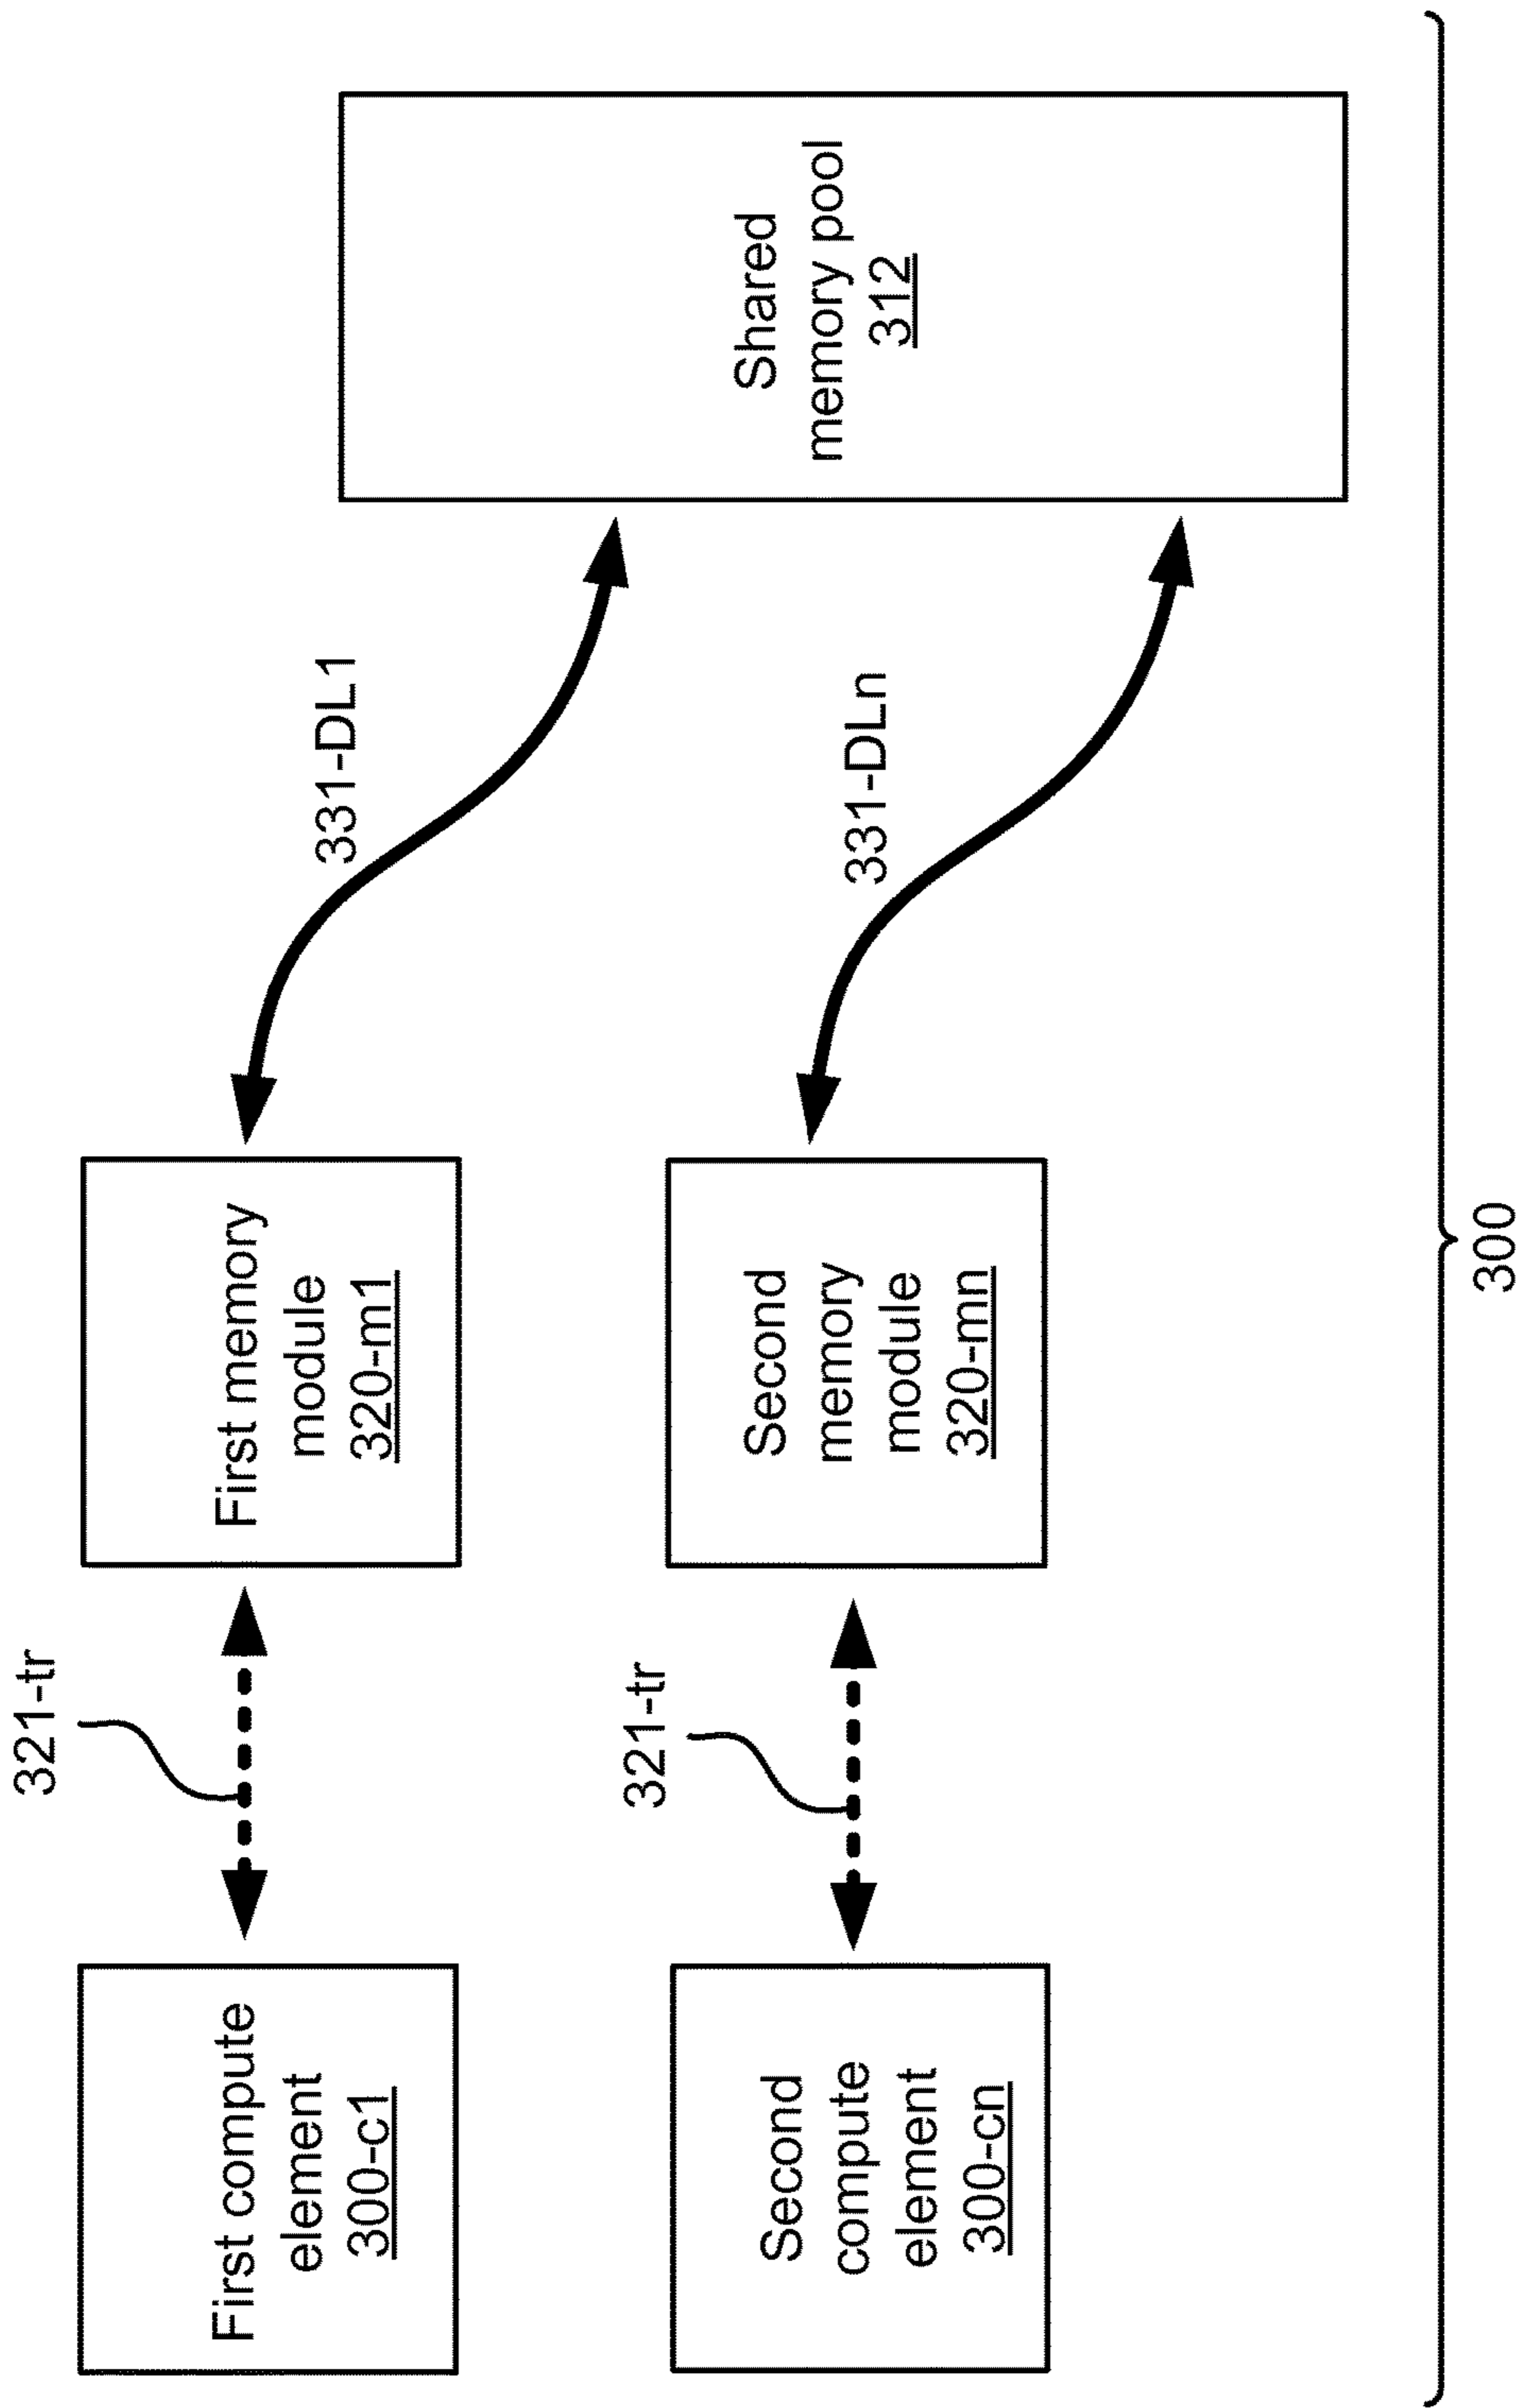 321-tr
331-DL1
First compute
element
300-c1
First memory
module
320-m1
Shared
memory pool
312
321-tr
331-DLn
Second
compute
element
300-cn
Second
memory
module
320-mn
300